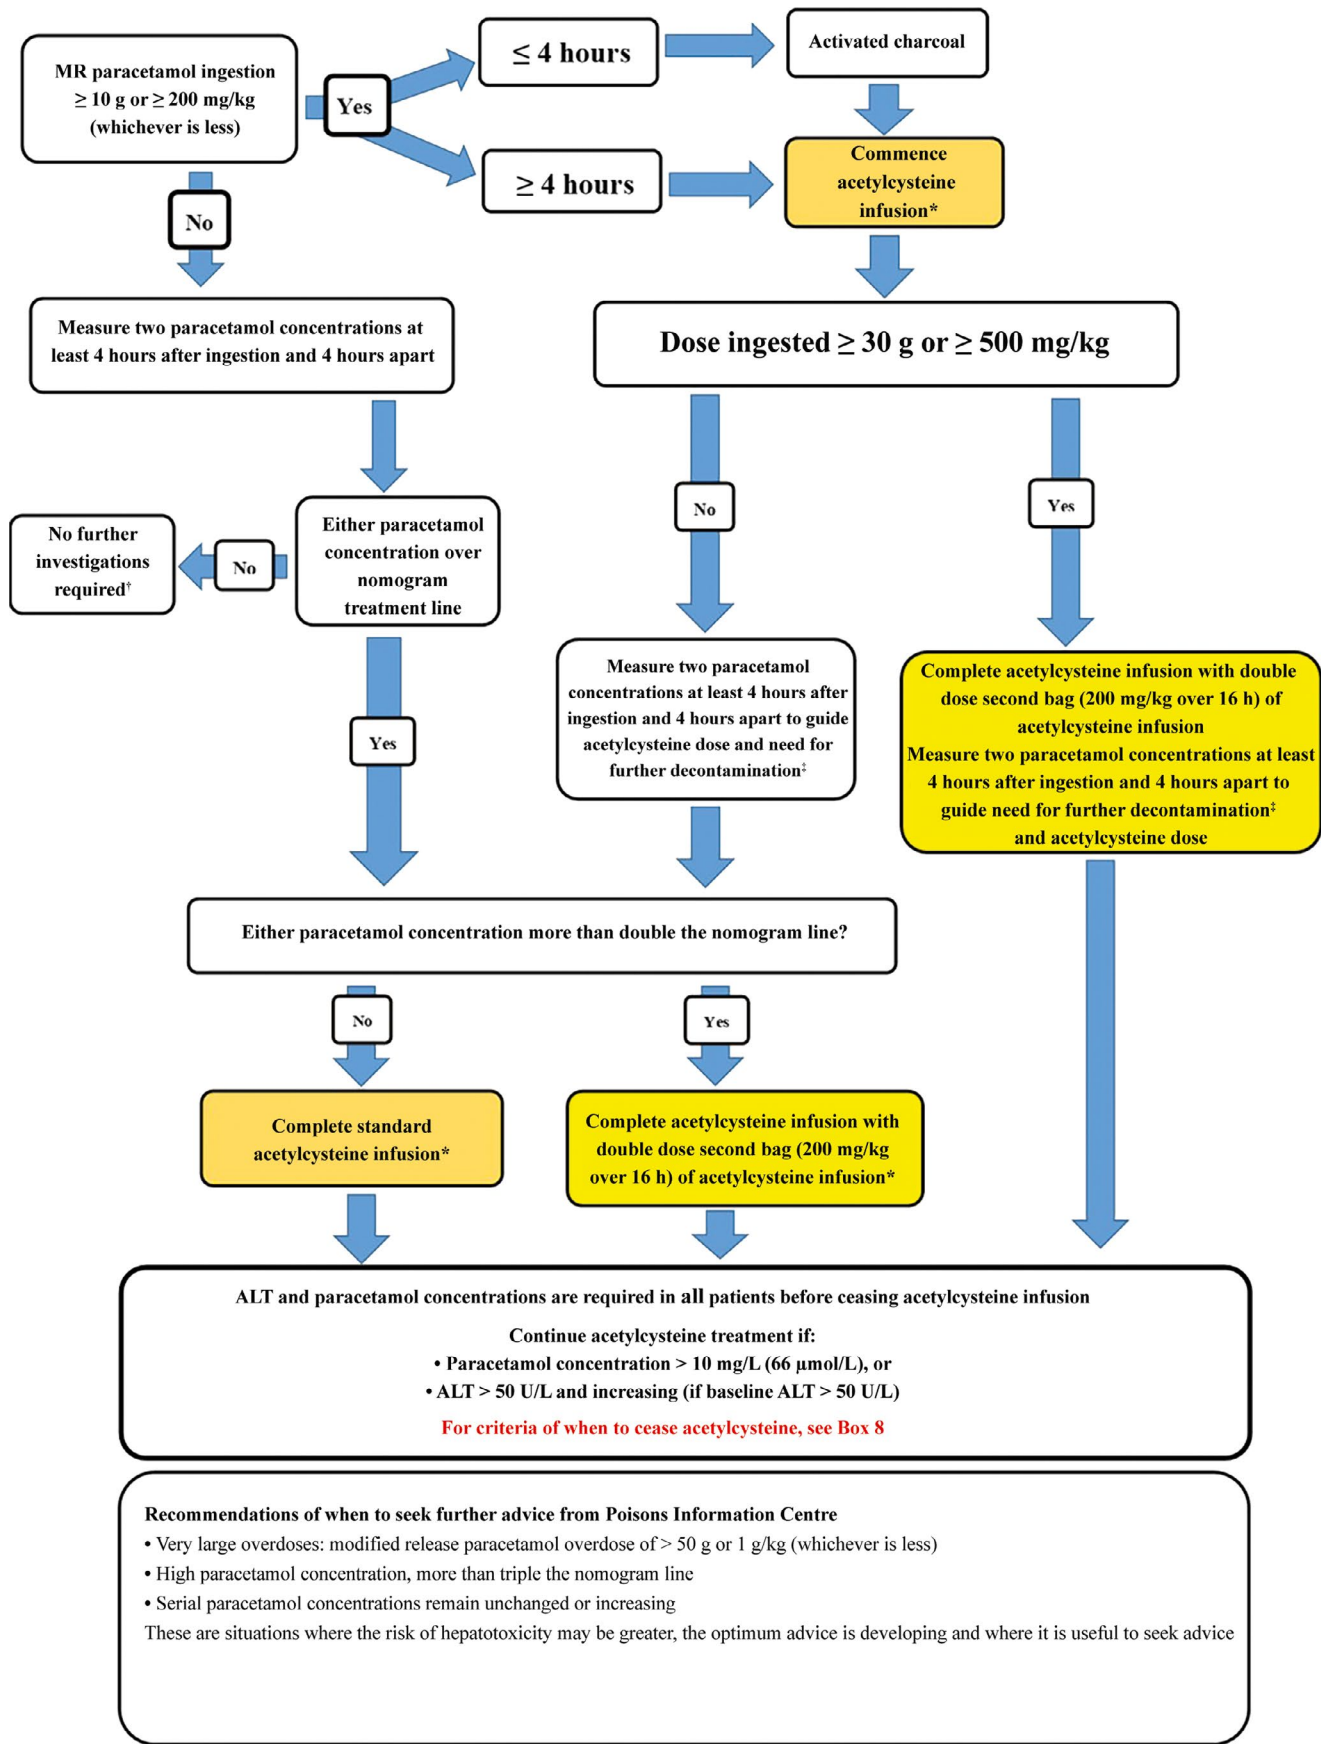 MR paracetamol ingestion
≥ 10 g or ≥ 200 mg/kg
(whichever is less)
Yes
≤ 4 hours
Activated charcoal
≥ 4 hours
Commence
acetylcysteine
infusion*
No
Measure two paracetamol concentrations at
least 4 hours after ingestion and 4 hours apart
Dose ingested ≥ 30 g or ≥ 500 mg/kg
No further
investigations
required†
No
Either paracetamol
concentration over
nomogram
treatment line
No
Yes
Yes
Measure two paracetamol
concentrations at least 4 hours after
ingestion and 4 hours apart to guide
acetylcysteine dose and need for
further decontamination‡
Complete acetylcysteine infusion with double
dose second bag (200 mg/kg over 16 h) of
acetylcysteine infusion
Measure two paracetamol concentrations at least
4 hours after ingestion and 4 hours apart to
guide need for further decontamination‡
and acetylcysteine dose
Either paracetamol concentration more than double the nomogram line?
No
Yes
Complete standard
acetylcysteine infusion*
Complete acetylcysteine infusion with
double dose second bag (200 mg/kg
over 16 h) of acetylcysteine infusion*
ALT and paracetamol concentrations are required in all patients before ceasing acetylcysteine infusion
Continue acetylcysteine treatment if:
• Paracetamol concentration > 10 mg/L (66 µmol/L), or
• ALT > 50 U/L and increasing (if baseline ALT > 50 U/L)
For criteria of when to cease acetylcysteine, see Box 8
Recommendations of when to seek further advice from Poisons Information Centre
• Very large overdoses: modified release paracetamol overdose of > 50 g or 1 g/kg (whichever is less)
• High paracetamol concentration, more than triple the nomogram line
• Serial paracetamol concentrations remain unchanged or increasing
These are situations where the risk of hepatotoxicity may be greater, the optimum advice is developing and where it is useful to seek advice